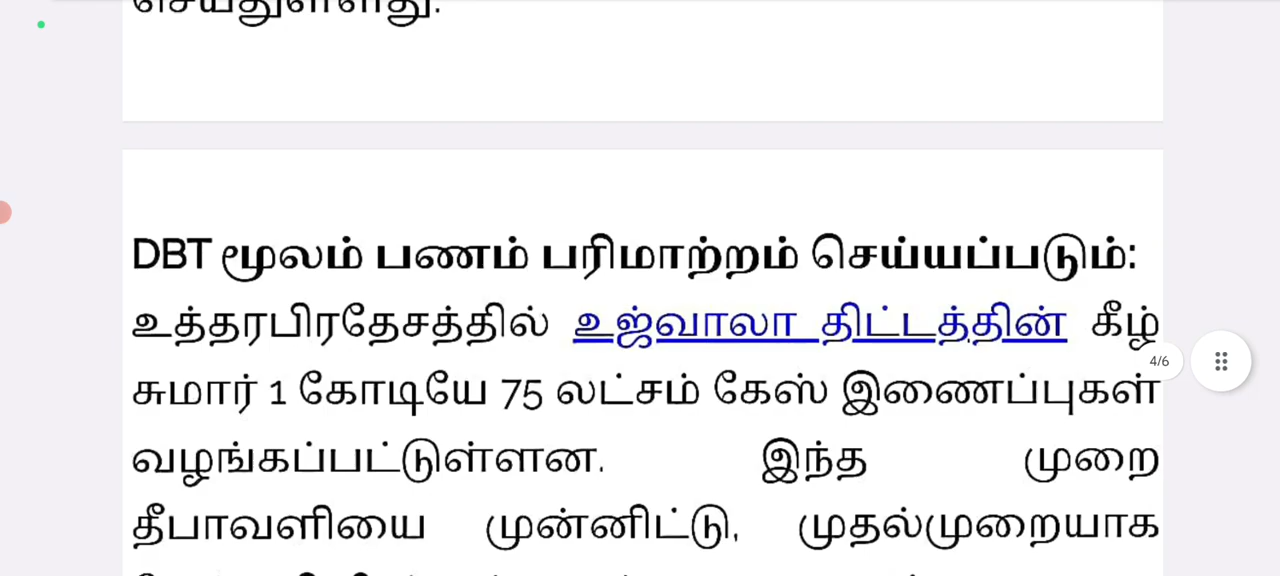 செய்துள்ளது.
DBT மூலம் பணம் பரிமாற்றம் செய்யப்படும்:
உத்தரபிரதேசத்தில் உஜ்வாலா திட்டத்தின் கீழ்
4/6
சுமார் 1 கோடியே 75 லட்சம் கேஸ் இணைப்புகள்
வழங்கப்பட்டுள்ளன. இந்த முறை
தீபாவளியை முன்னிட்டு, முதல்முறையாக